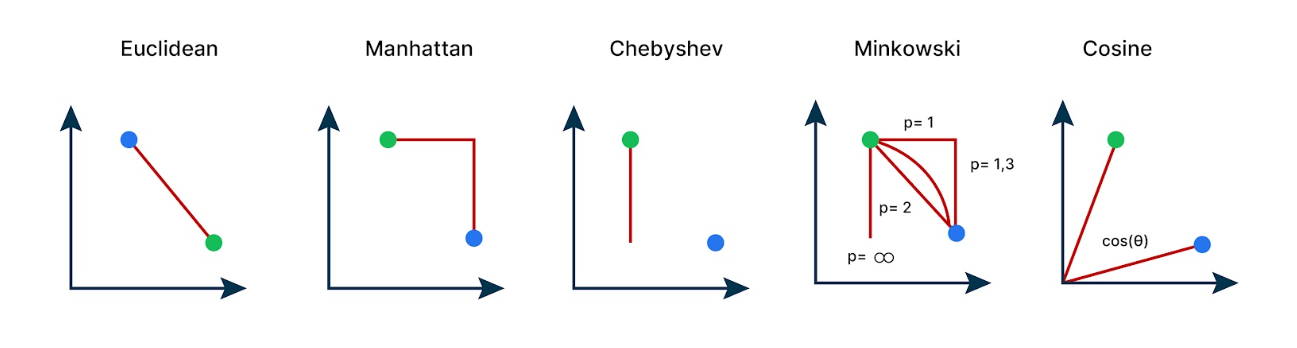 Euclidean
Manhattan
Chebyshev
Minkowski
Cosine
p= 1
p= 1,3
p= 2
p= ∞
cos(θ)